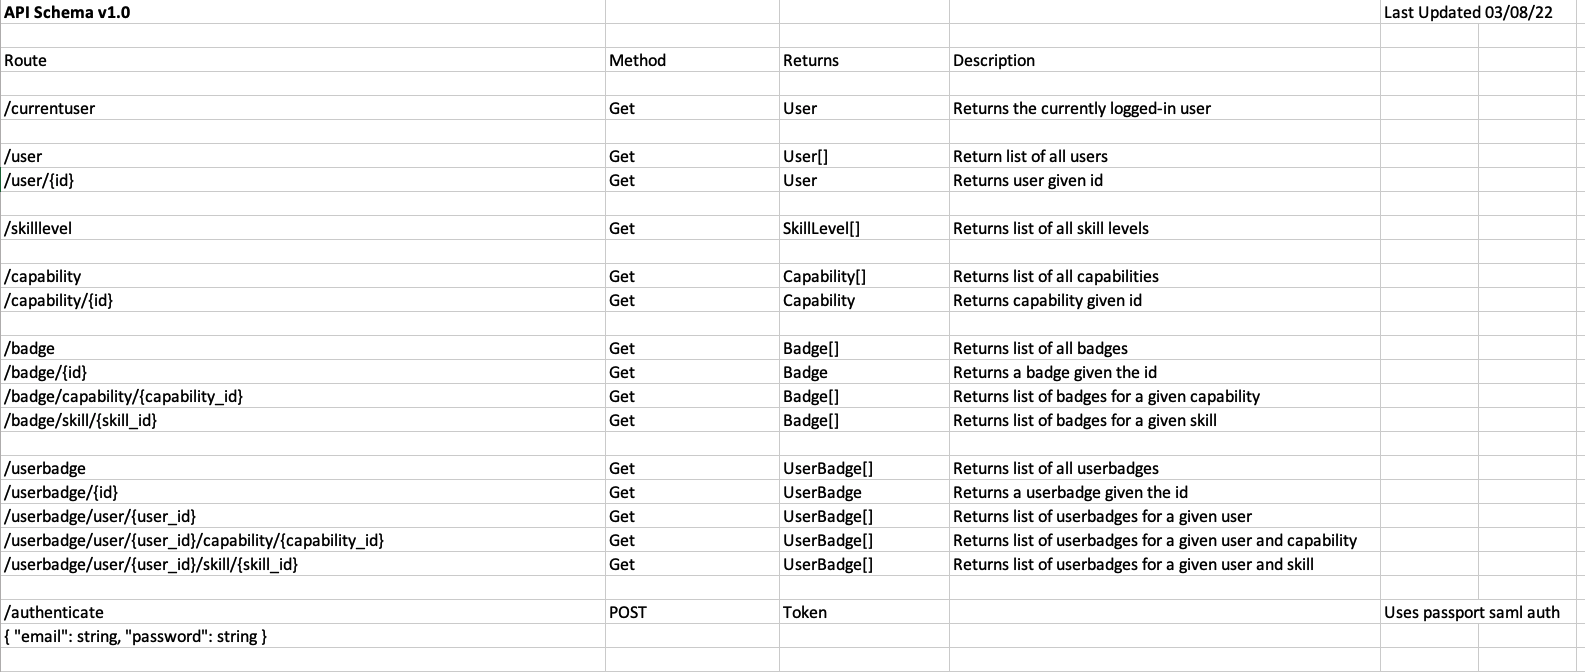 API Schema v1.0 Last Updated 03/08/22
Route Method Returns Description
/currentuser Get User Returns the currently logged-in user
/user Get User[] Return list of all users
/user/{id} Get User Returns user given id
/skilllevel Get SkillLevel[] Returns list of all skill levels
/capability Get Capability[] Returns list of all capabilities
/capability/{id} Get Capability Returns capability given id
/badge Get Badge[] Returns list of all badges
/badge/{id} Get Badge Returns a badge given the id
/badge/capability/{capability_id} Get Badge[] Returns list of badges for a given capability
/badge/skill/{skill_id} Get Badge[] Returns list of badges for a given skill
/userbadge Get UserBadge[] Returns list of all userbadges
/userbadge/{id} Get UserBadge Returns a userbadge given the id
/userbadge/user/{user_id} Get UserBadge[] Returns list of userbadges for a given user
/userbadge/user/{user_id}/capability/{capability_id} Get UserBadge[] Returns list of userbadges for a given user and capability
/userbadge/user/{user_id}/skill/{skill_id} Get UserBadge[] Returns list of userbadges for a given user and skill
/authenticate POST Token Uses passport saml auth
{ "email": string, "password": string }